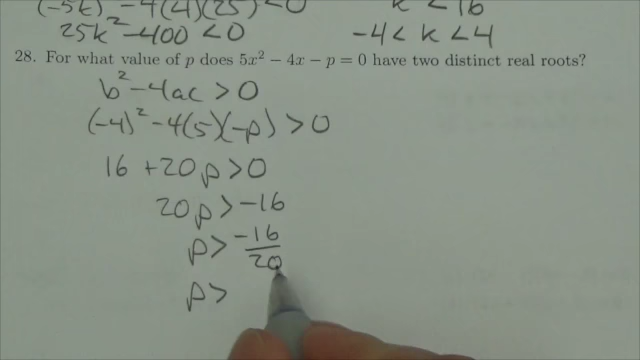 (-5k)² -4(4)(25) < 0
k² < 16
25k² -400 < 0
-4 < k < 4
28. For what value of p does 5x² − 4x − p = 0 have two distinct real roots?
b² -4ac > 0
(-4)² -4(5)(-p) > 0
16 + 20p > 0
20p > -16
p > -16/20
p >